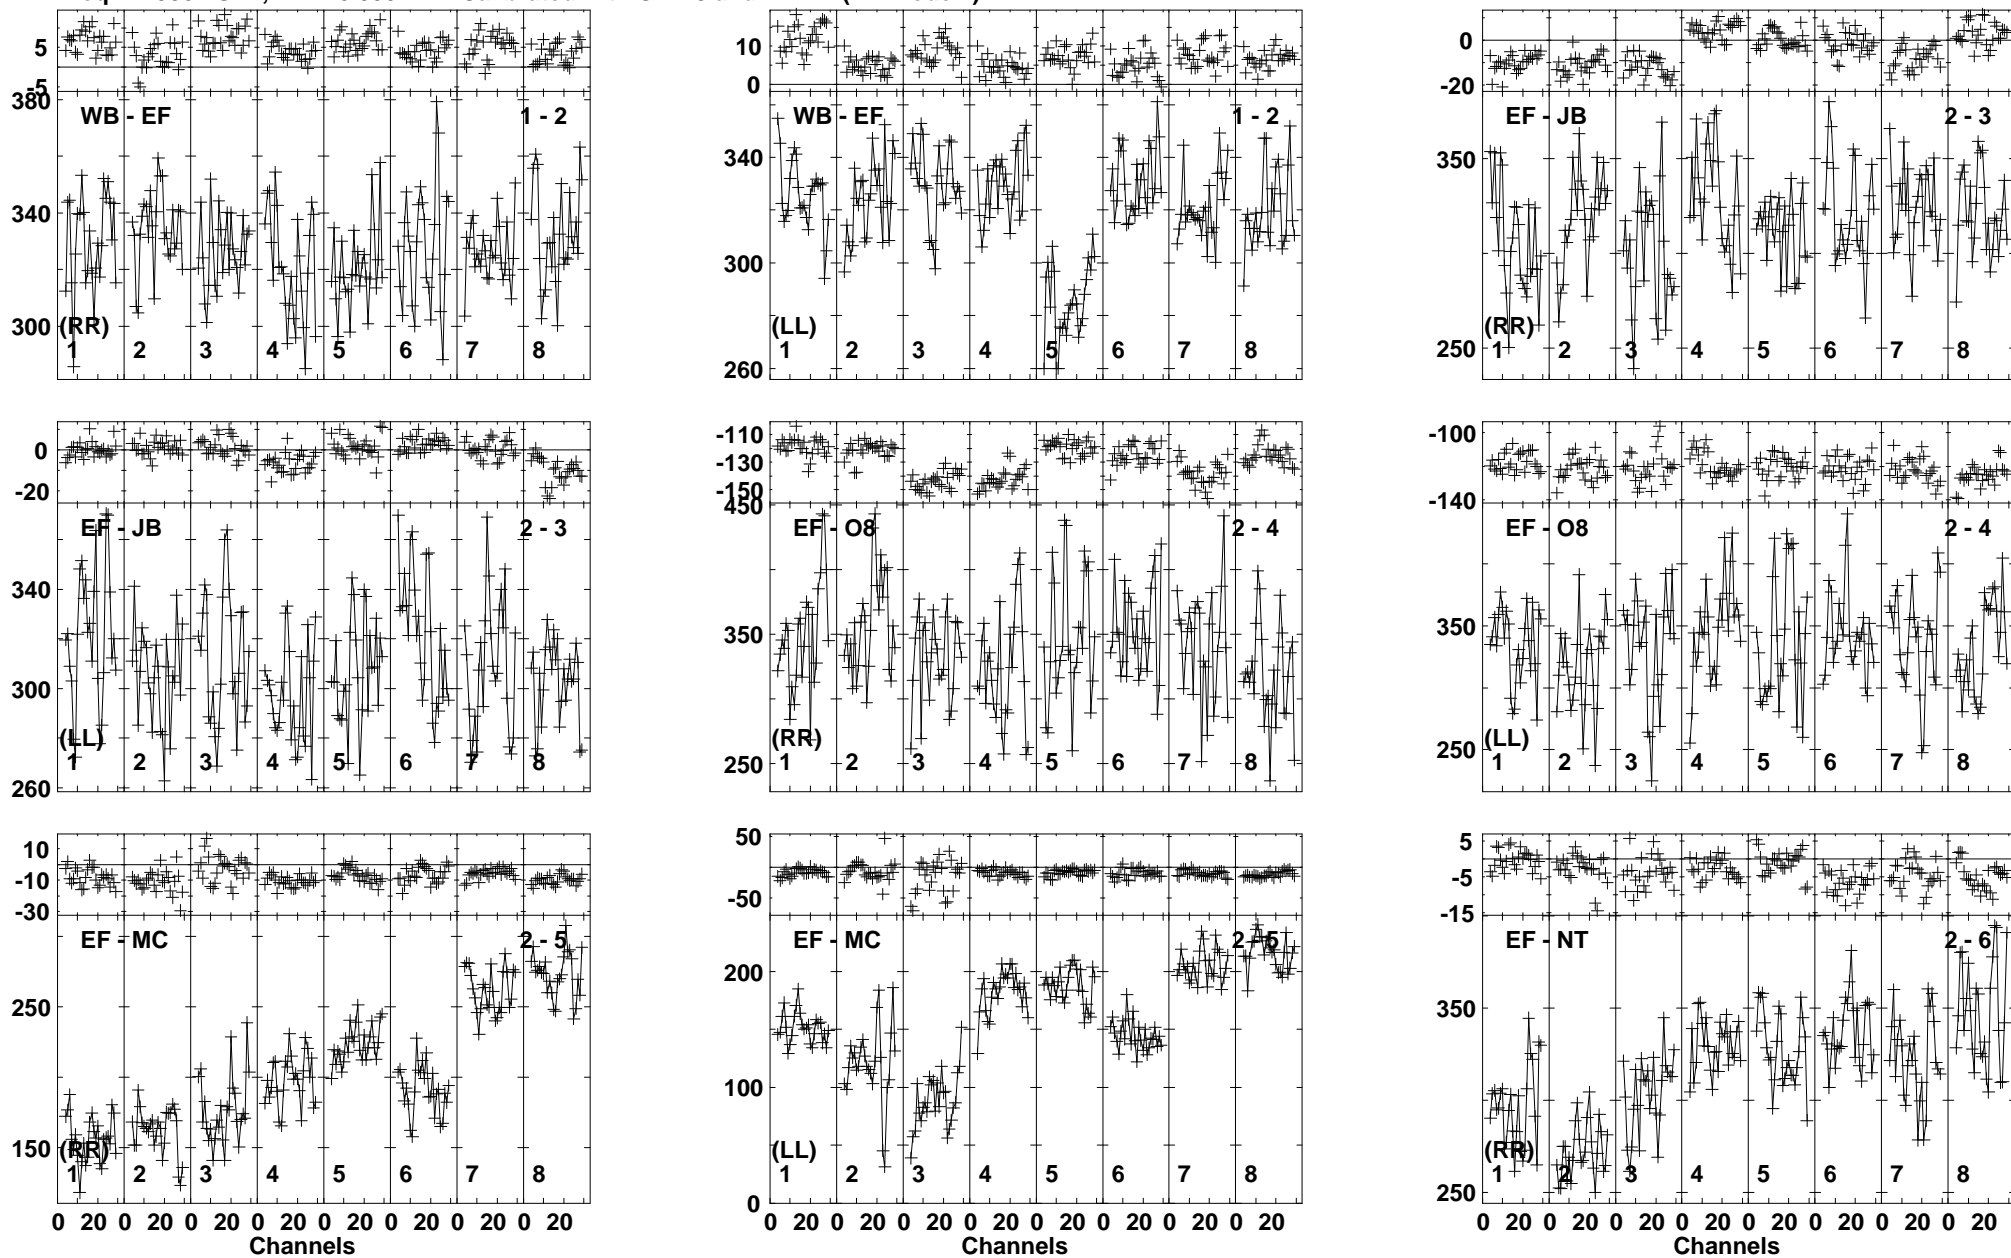 5
-5
380
340
300
WB - EF
1 - 2
(RR)
1 2 3 4 5 6 7 8
10
0
340
300
260
WB - EF
1 - 2
(LL)
1 2 3 4 5 6 7 8
0
-20
350
250
EF - JB
2 - 3
(RR)
1 2 3 4 5 6 7 8
0
-20
340
300
260
EF - JB
2 - 3
(LL)
1 2 3 4 5 6 7 8
-110
-130
-150
450
350
250
EF - O8
2 - 4
(RR)
1 2 3 4 5 6 7 8
-100
-140
350
250
EF - O8
2 - 4
(LL)
1 2 3 4 5 6 7 8
10
-10
-30
250
150
EF - MC
2 - 5
(RR)
1 2 3 4 5 6 7 8
0 20 0 20 0 20 0 20 0 20 0 20 0 20 0 20
Channels
50
-50
200
100
0
EF - MC
2 - 5
(LL)
1 2 3 4 5 6 7 8
0 20 0 20 0 20 0 20 0 20 0 20 0 20 0 20
Channels
5
-5
-15
350
250
EF - NT
2 - 6
(RR)
1 2 3 4 5 6 7 8
0 20 0 20 0 20 0 20 0 20 0 20 0 20 0 20
Channels